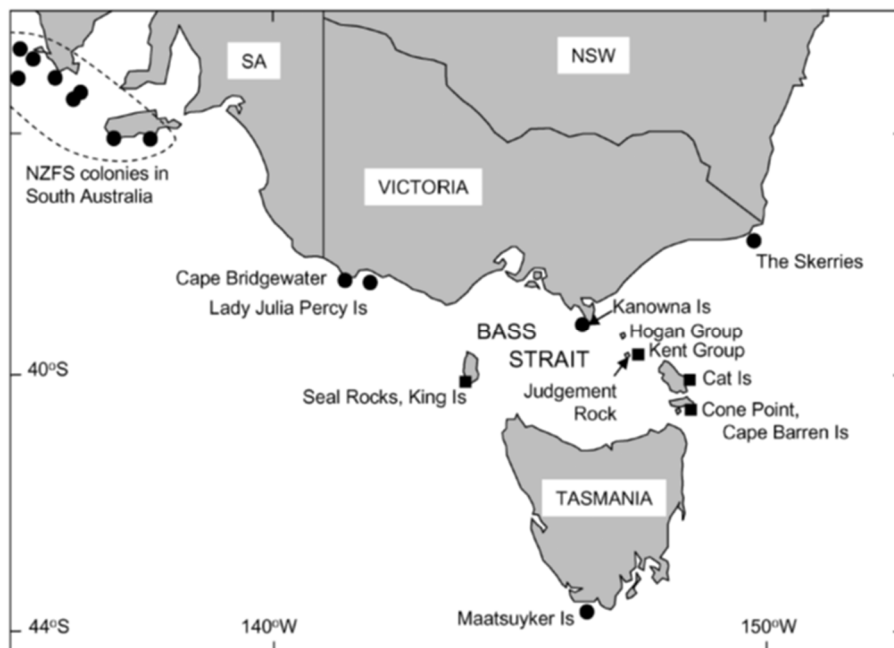 SA
NSW
NZFS colonies in
South Australia
VICTORIA
The Skerries
Cape Bridgewater
Lady Julia Percy Is
Kanowna Is
BASS
STRAIT
Hogan Group
Kent Group
40°S
Judgement
Rock
Cat Is
Seal Rocks, King Is
Cone Point,
Cape Barren Is
TASMANIA
Maatsuyker Is
44°S
140°W
150°W